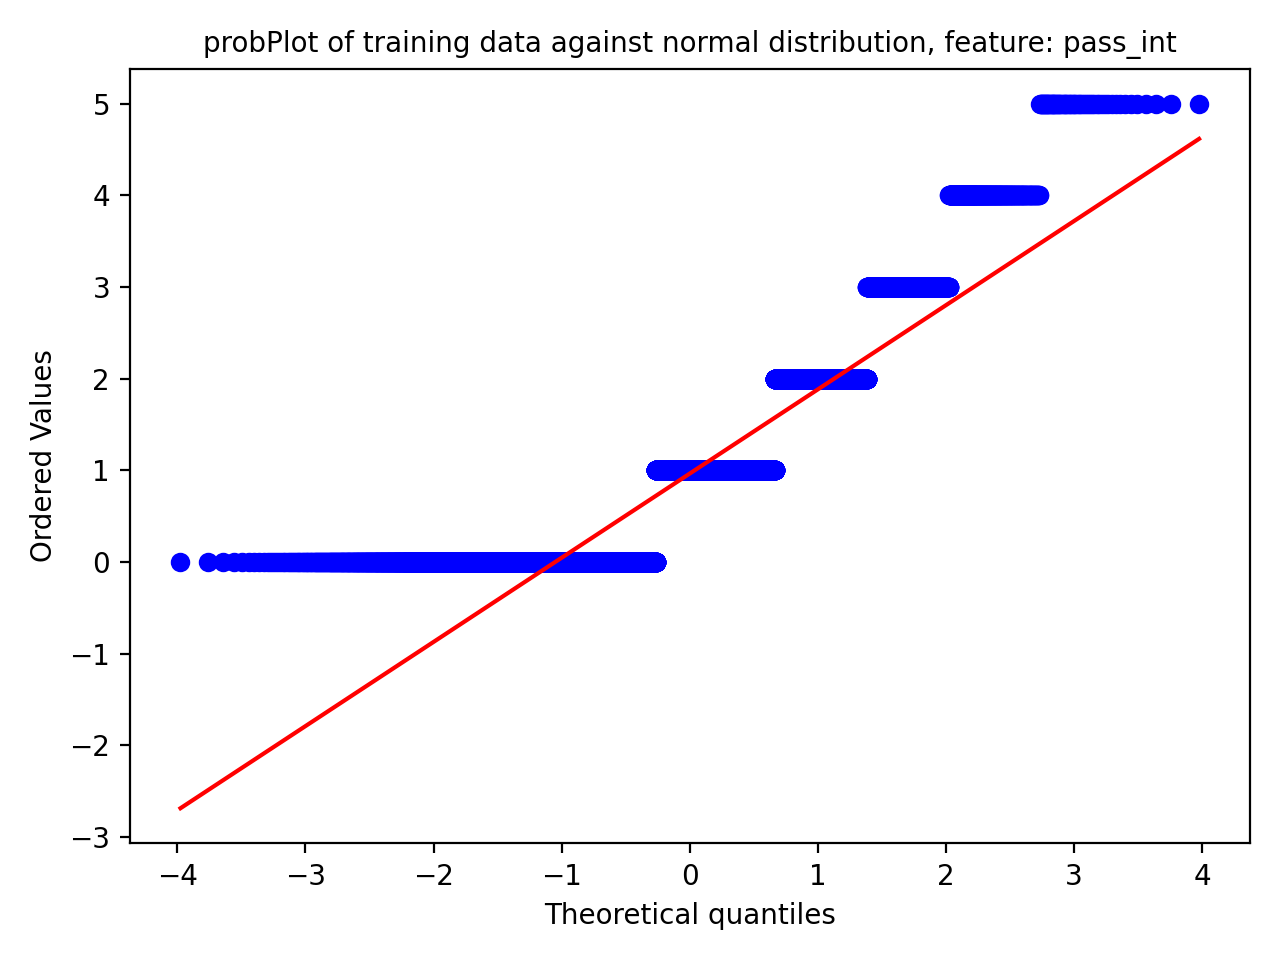 probPlot of training data against normal distribution, feature: pass_int
Ordered Values
5
4
3
2
1
0
−1
−2
−3
−4 −3 −2 −1 0 1 2 3 4
Theoretical quantiles